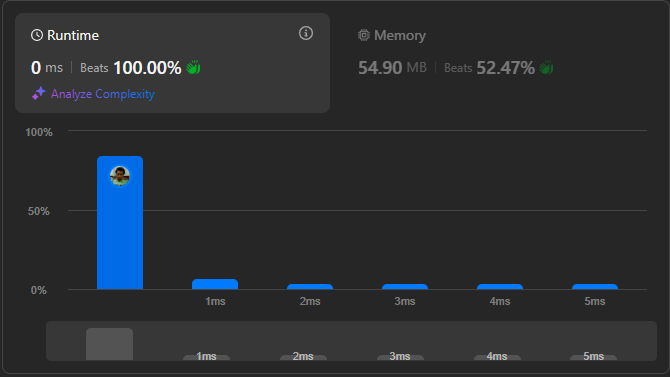 Runtime
0 ms | Beats 100.00%
Analyze Complexity
Memory
54.90 MB | Beats 52.47%
100%
50%
0%
1ms 2ms 3ms 4ms 5ms
1ms 2ms 3ms 4ms 5ms